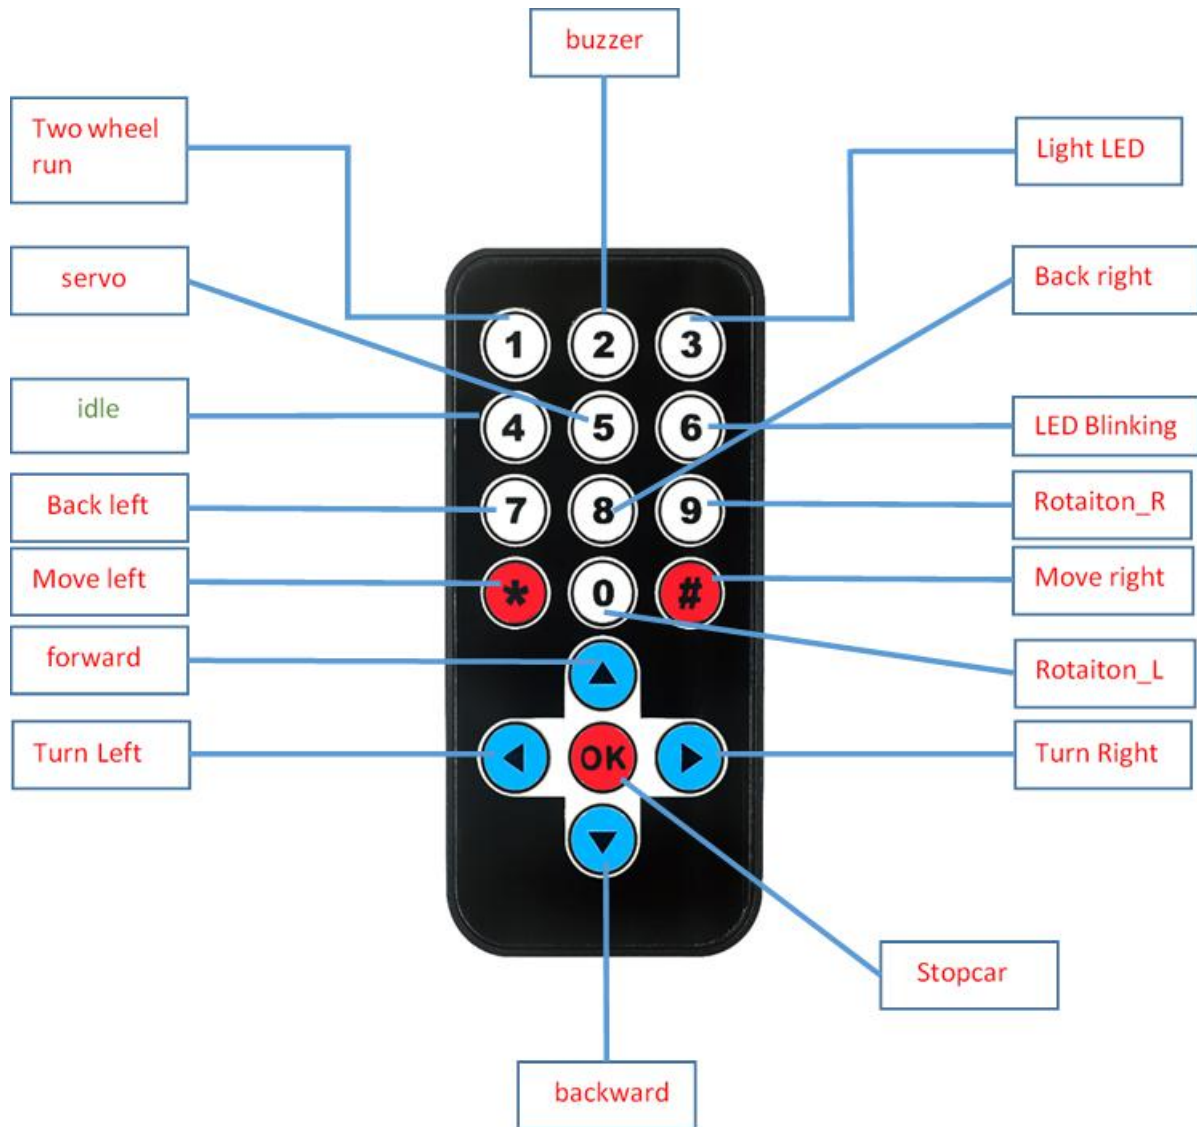 buzzer
Two wheel
run
Light LED
servo
Back right
1 2 3
idle
4 5 6
LED Blinking
Back left
7 8 9
Rotaiton_R
Move left
* 0 #
Move right
forward
Rotaiton_L
Turn Left
OK
Turn Right
Stopcar
backward